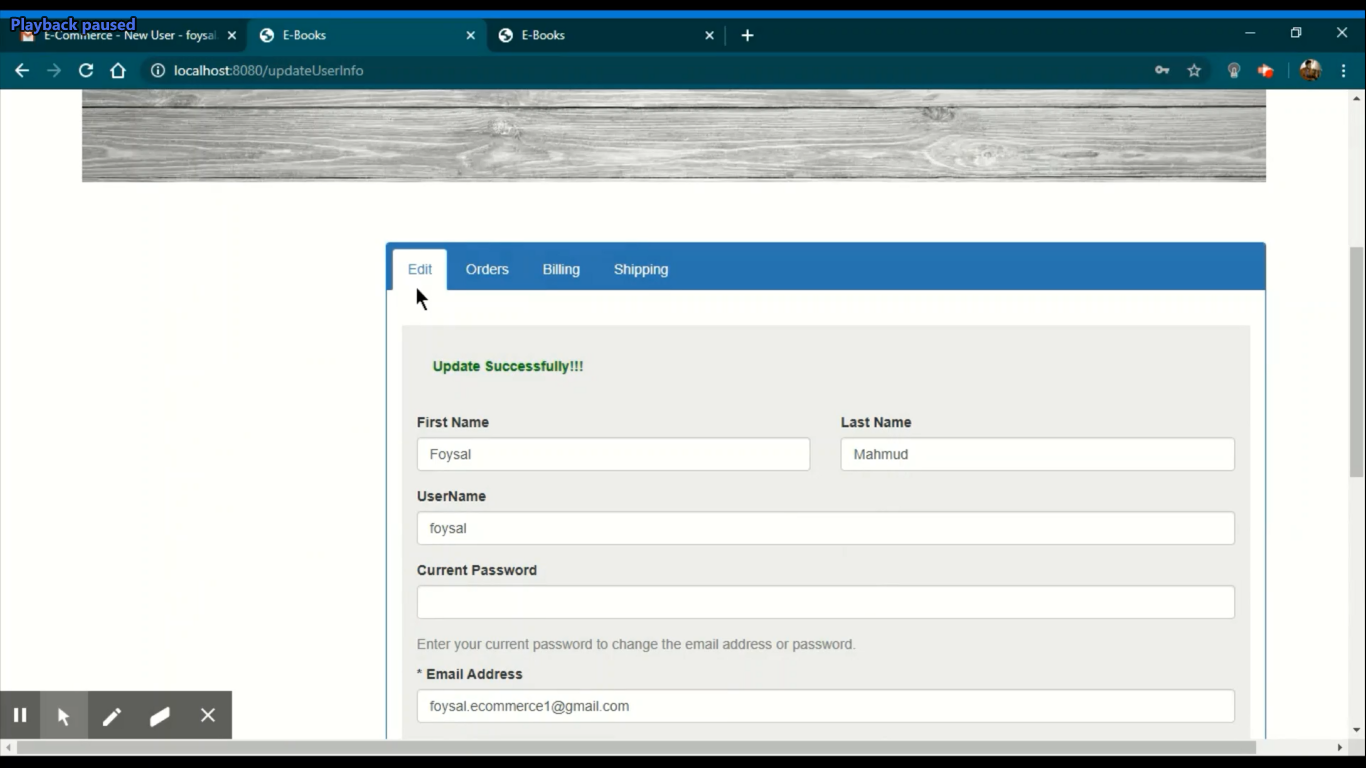 Playback paused
E-Commerce - New User - foysal.
E-Books
E-Books
localhost:8080/updateUserInfo
Edit Orders Billing Shipping
Update Successfully!!!
First Name Last Name
Foysal Mahmud
UserName
foysal
Current Password
Enter your current password to change the email address or password.
* Email Address
foysal.ecommerce1@gmail.com